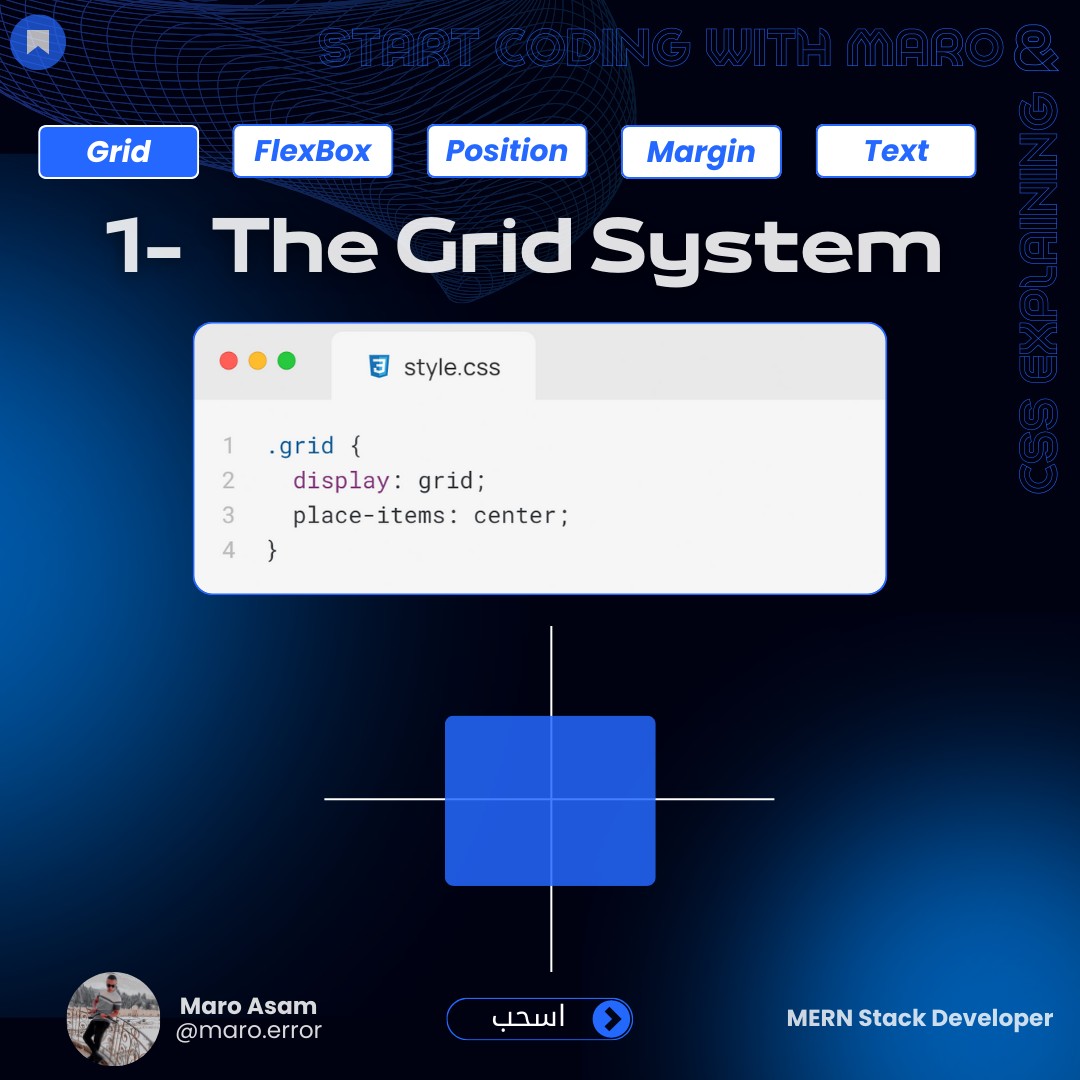 START CODING WITH MARO &
CSS EXPLAINING &
Grid
FlexBox
Position
Margin
Text
1- The Grid System
style.css
1 .grid {
2 display: grid;
3 place-items: center;
4 }
Maro Asam
@maro.error
اسحب
MERN Stack Developer